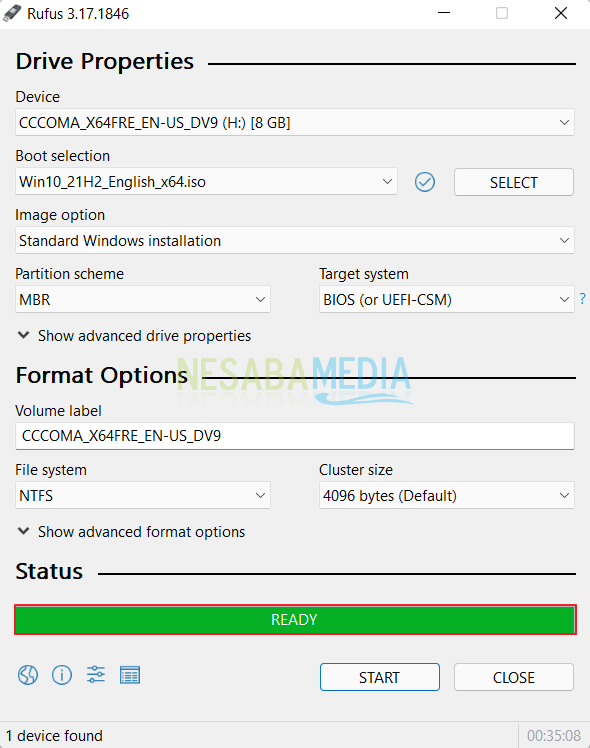 Rufus 3.17.1846
Drive Properties
Device
CCCOMA_X64FRE_EN-US_DV9 (H:) [8 GB]
Boot selection
Win10_21H2_English_x64.iso
SELECT
Image option
Standard Windows installation
Partition scheme
Target system
MBR
BIOS (or UEFI-CSM)
?
Show advanced drive properties
NESABAMEDIA
Format Options
Volume label
CCCOMA_X64FRE_EN-US_DV9
File system
Cluster size
NTFS
4096 bytes (Default)
Show advanced format options
Status
READY
START
CLOSE
1 device found
00:35:08